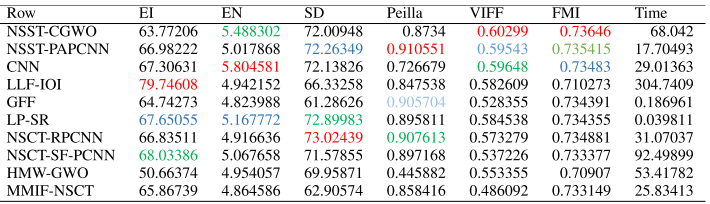 Row EI EN SD Peilla VIFF FMI Time
NSST-CGWO 63.77206 5.488302 72.00948 0.8734 0.60299 0.73646 68.042
NSST-PAPCNN 66.98222 5.017868 72.26349 0.910551 0.59543 0.735415 17.70493
CNN 67.30631 5.804581 72.13826 0.726679 0.59648 0.73483 29.01363
LLF-IOI 79.74608 4.942152 66.33258 0.847538 0.582609 0.710273 304.7409
GFF 64.74273 4.823988 61.28626 0.905704 0.528355 0.734391 0.186961
LP-SR 67.65055 5.167772 72.89983 0.895811 0.584538 0.734355 0.039811
NSCT-RPCNN 66.83511 4.916636 73.02439 0.907613 0.573279 0.734881 31.07037
NSCT-SF-PCNN 68.03386 5.067658 71.57855 0.897168 0.537226 0.733377 92.49899
HMW-GWO 50.66374 4.954057 69.95871 0.445882 0.553355 0.70907 53.41782
MMIF-NSCT 65.86739 4.864586 62.90574 0.858416 0.486092 0.733149 25.83413